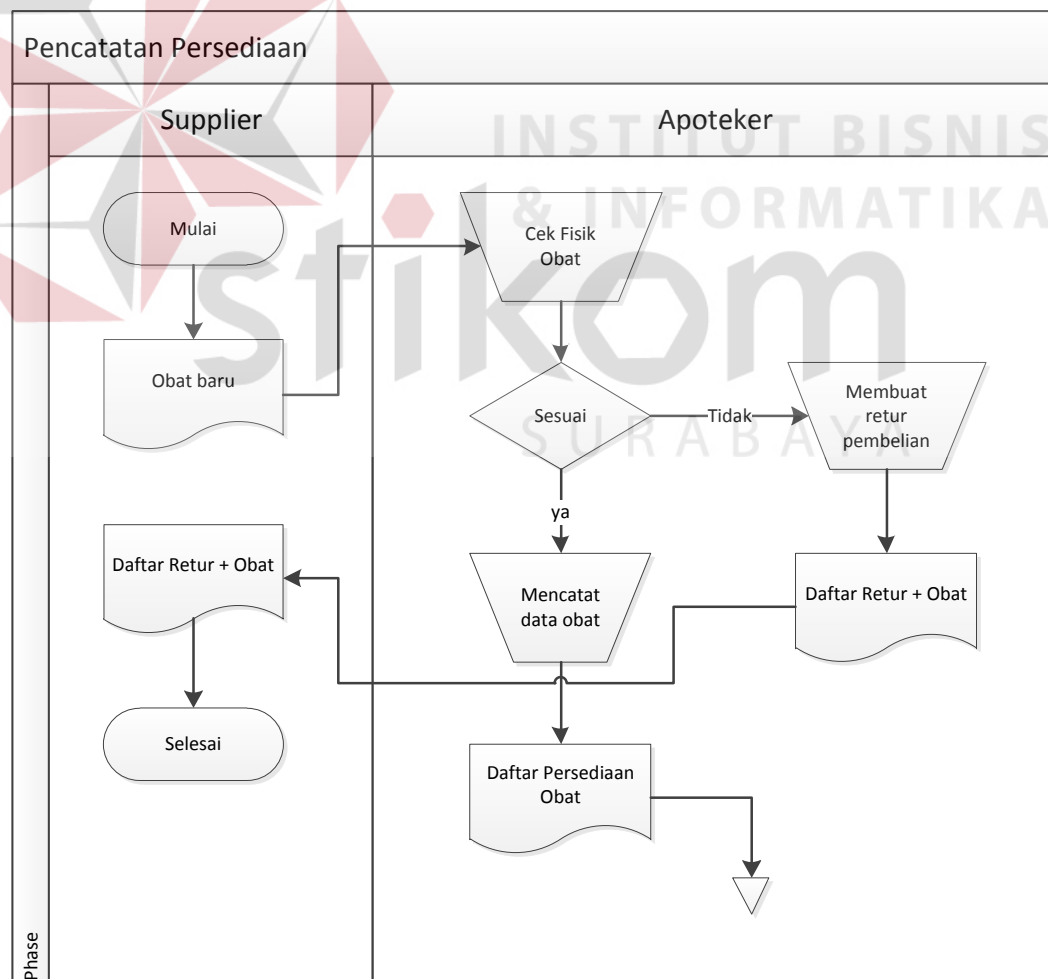 Pencatatan Persediaan
Supplier
Apoteker
INSTITUT BISNIS
& INFORMATIKA
stikom
SURABAYA
Mulai
Cek Fisik
Obat
Obat baru
Sesuai
Tidak
Membuat
retur
pembelian
ya
Daftar Retur + Obat
Mencatat
data obat
Daftar Retur + Obat
Selesai
Daftar Persediaan
Obat
Phase